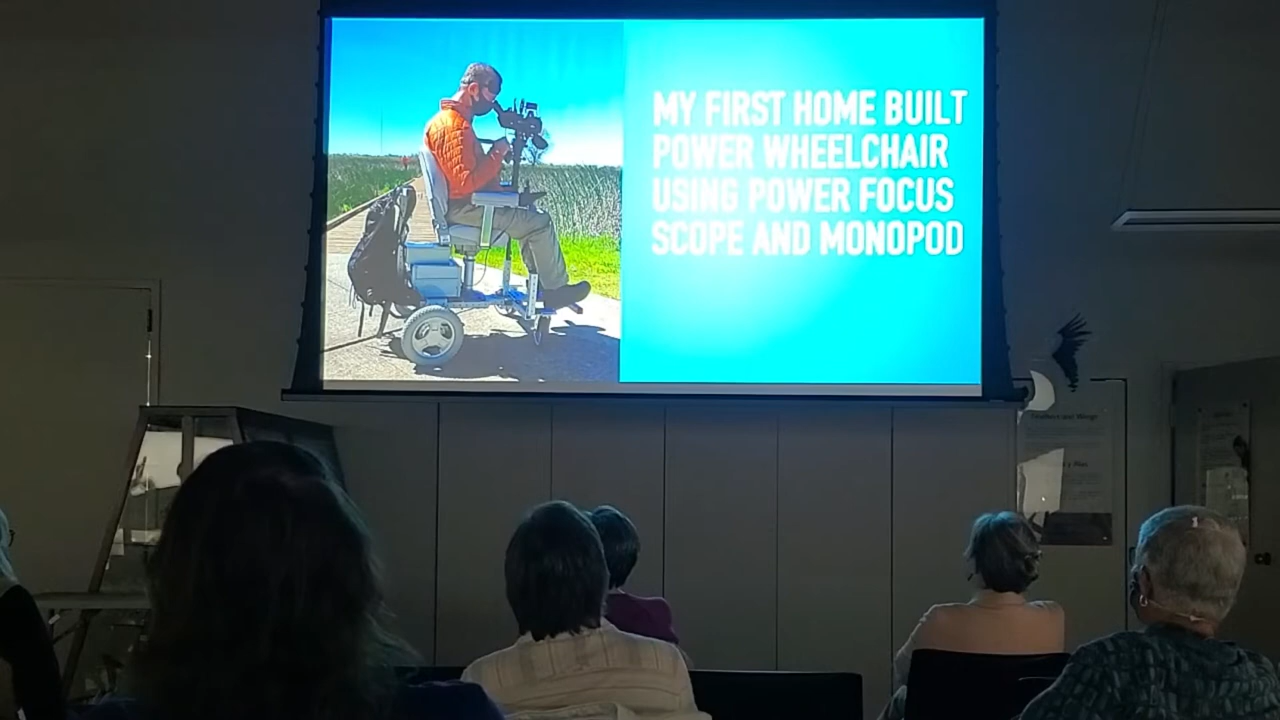 MY FIRST HOME BUILT
POWER WHEELCHAIR
USING POWER FOCUS
SCOPE AND MONOPOD